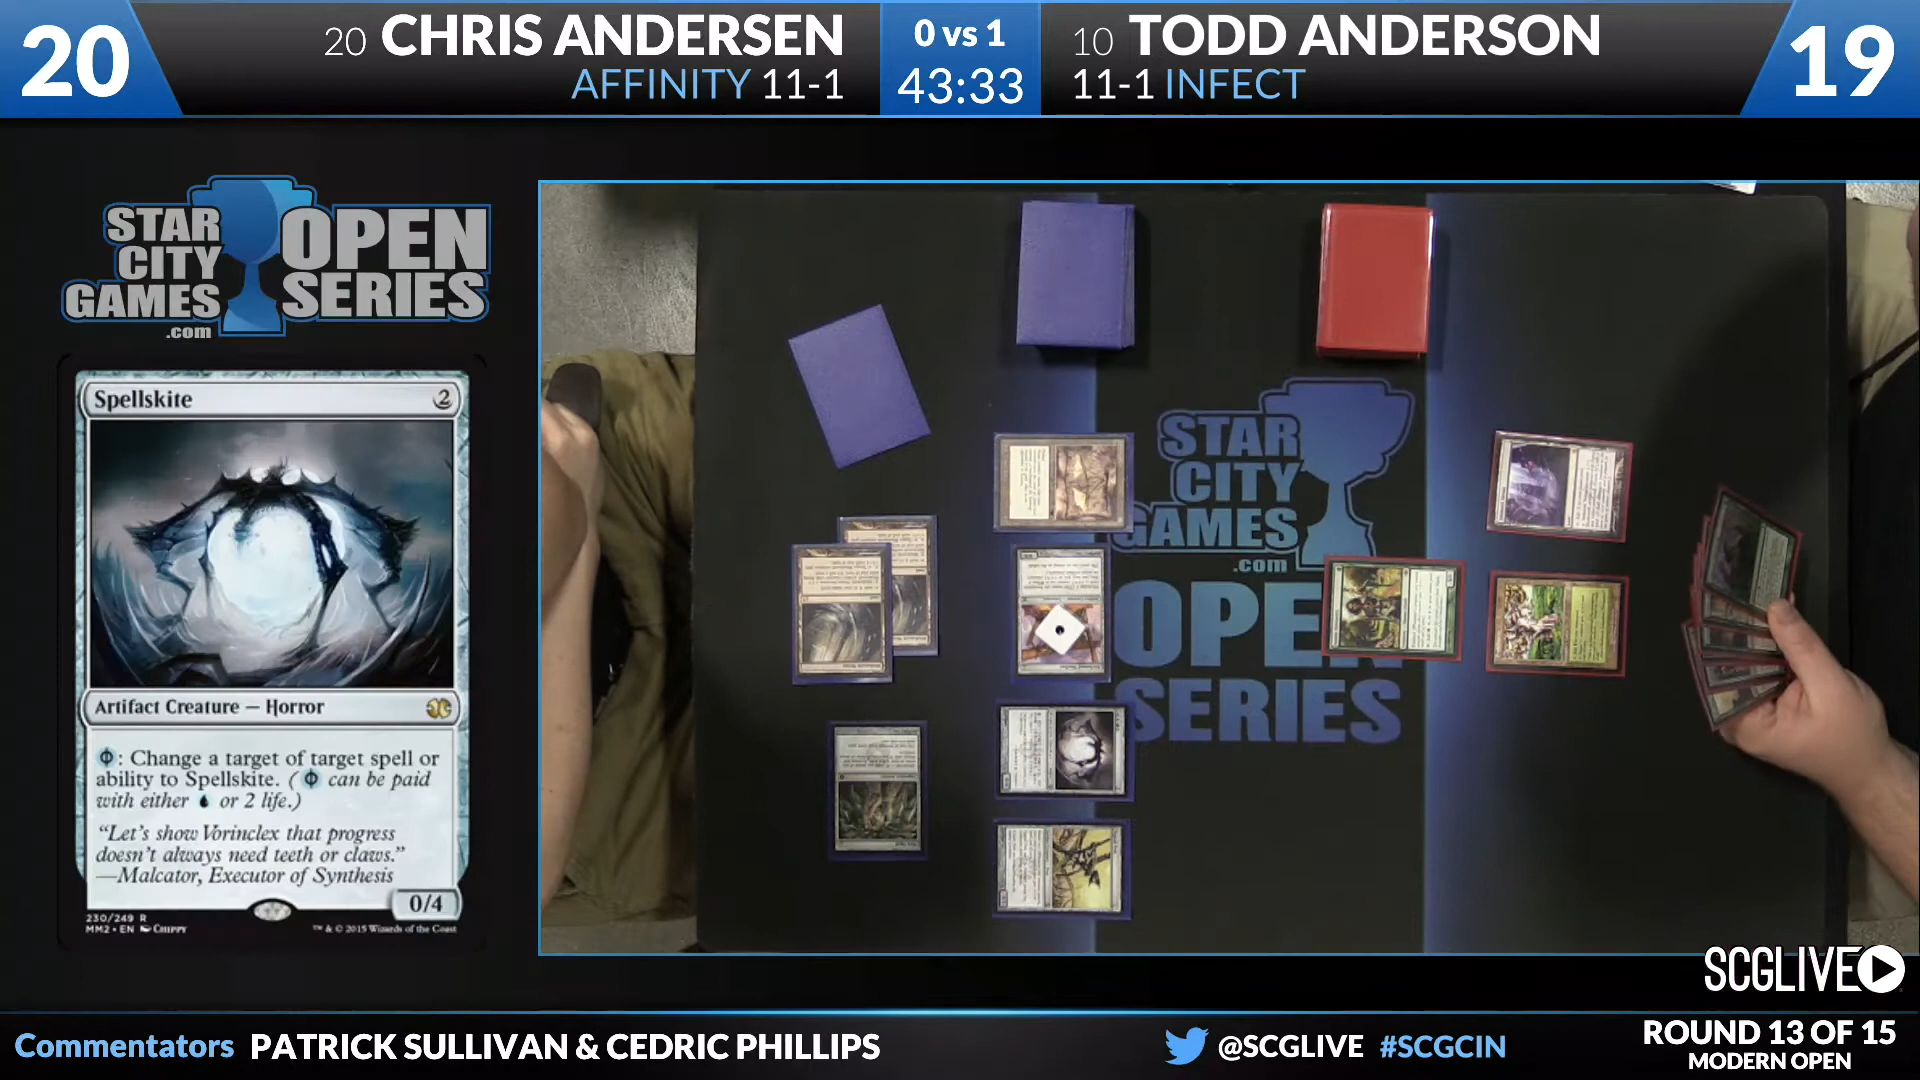 20
20 CHRIS ANDERSEN
AFFINITY 11-1
0 vs 1
43:33
10 TODD ANDERSON
11-1 INFECT
19
STAR
CITY
GAMES
.com
OPEN
SERIES
Spellskite 2
Artifact Creature — Horror
: Change a target of target spell or
ability to Spellskite. ( can be paid
with either or 2 life.)
“Let’s show Vorinclex that progress
doesn’t always need teeth or claws.”
—Malcator, Executor of Synthesis
0/4
230/249 R
MM2 • EN CHIPPY
™ & © 2015 Wizards of the Coast
STAR
CITY
GAMES
.com
OPEN
SERIES
SCGLIVE
Commentators PATRICK SULLIVAN & CEDRIC PHILLIPS
@SCGLIVE #SCGCIN
ROUND 13 OF 15
MODERN OPEN